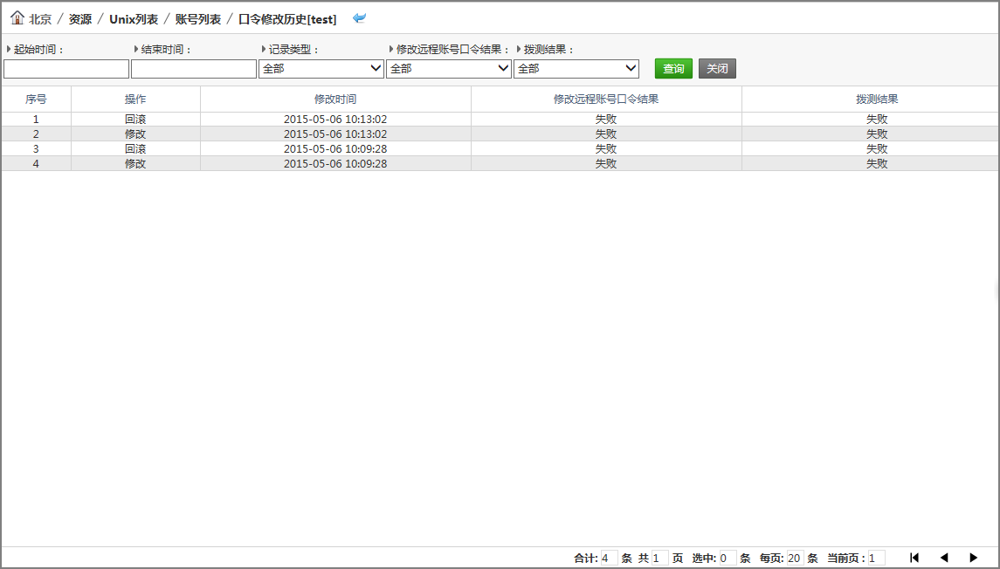 北京 / 资源 / Unix列表 / 账号列表 / 口令修改历史[test]
起始时间： 结束时间： 记录类型： 修改远程账号口令结果： 拨测结果：
全部 全部 全部 查询 关闭
序号 操作 修改时间 修改远程账号口令结果 拨测结果
1 回滚 2015-05-06 10:13:02 失败 失败
2 修改 2015-05-06 10:13:02 失败 失败
3 回滚 2015-05-06 10:09:28 失败 失败
4 修改 2015-05-06 10:09:28 失败 失败
合计: 4 条 共 1 页 选中: 0 条 每页: 20 条 当前页：1